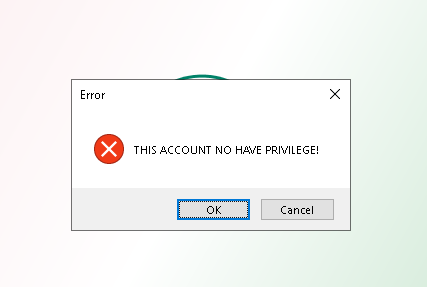 Error
THIS ACCOUNT NO HAVE PRIVILEGE!
OK
Cancel